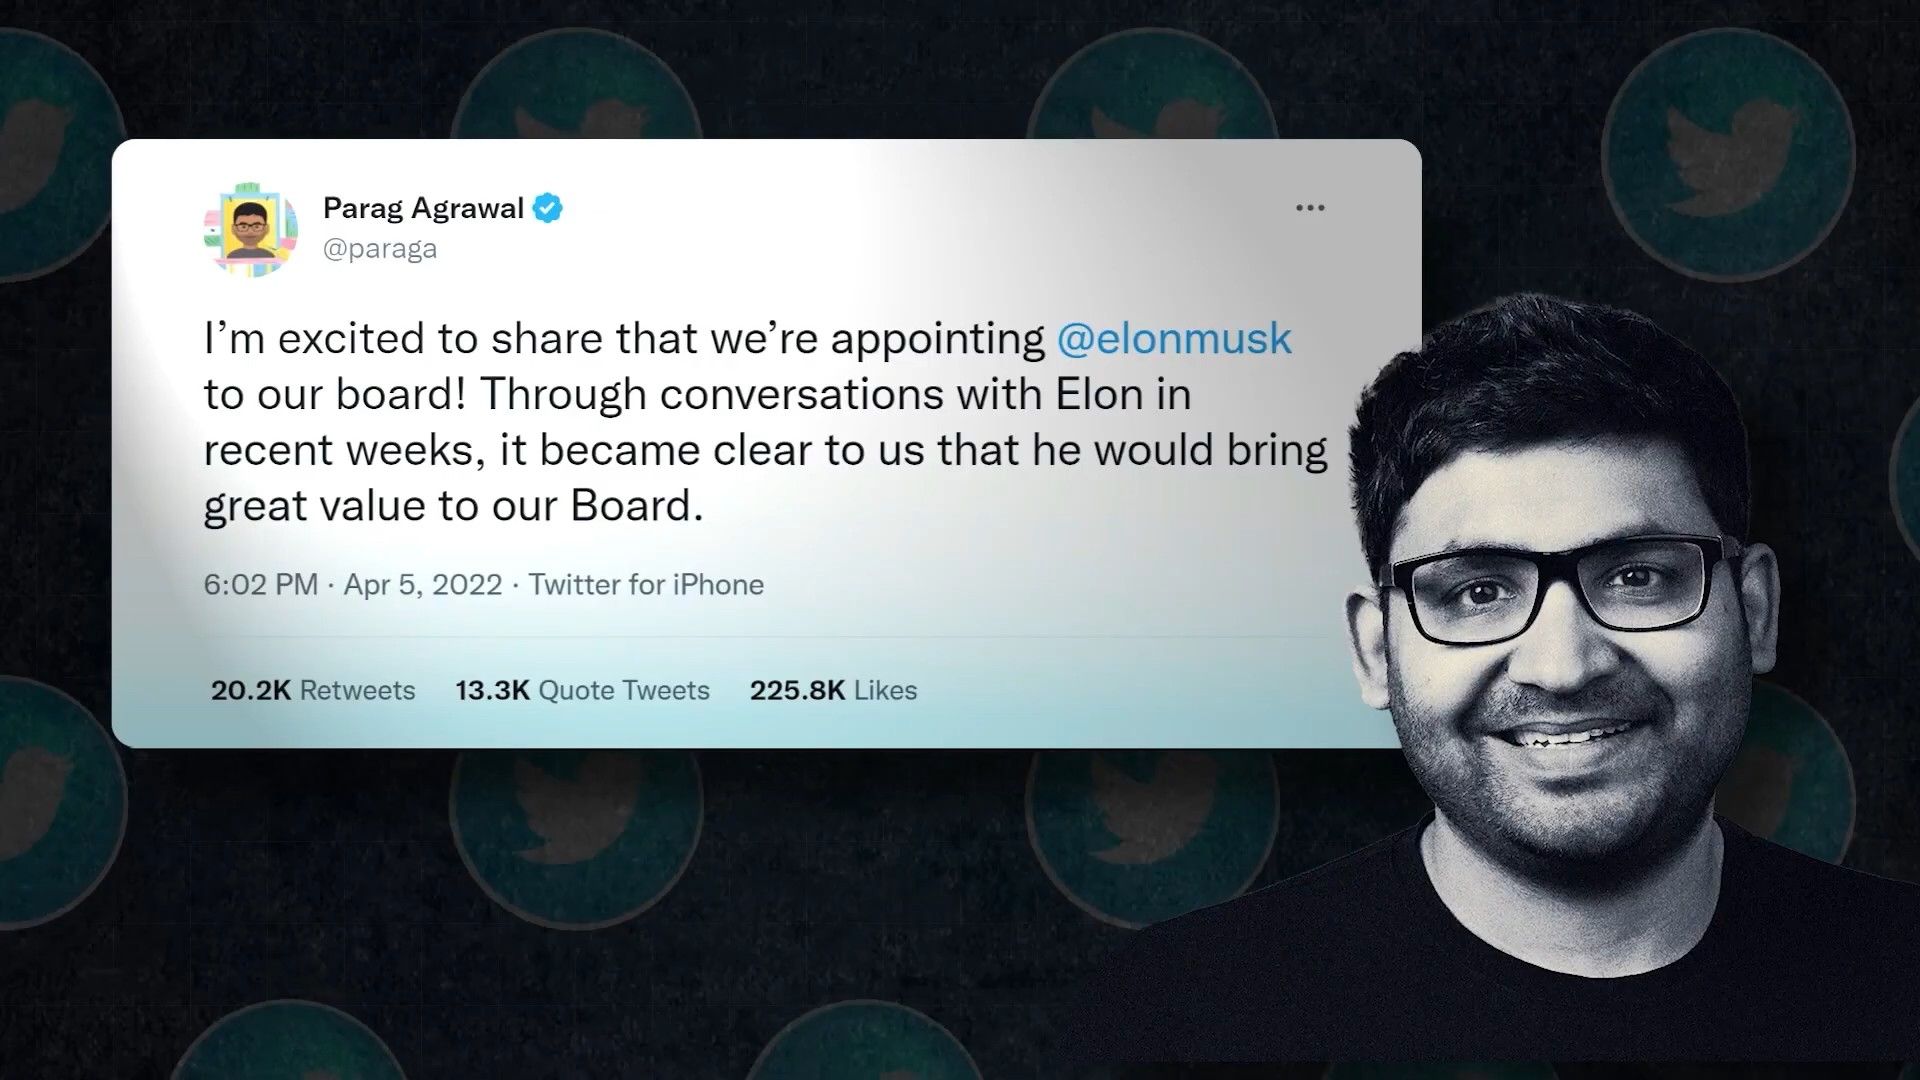 Parag Agrawal
@paraga
I’m excited to share that we’re appointing @elonmusk
to our board! Through conversations with Elon in
recent weeks, it became clear to us that he would bring
great value to our Board.
6:02 PM · Apr 5, 2022 · Twitter for iPhone
20.2K Retweets 13.3K Quote Tweets 225.8K Likes